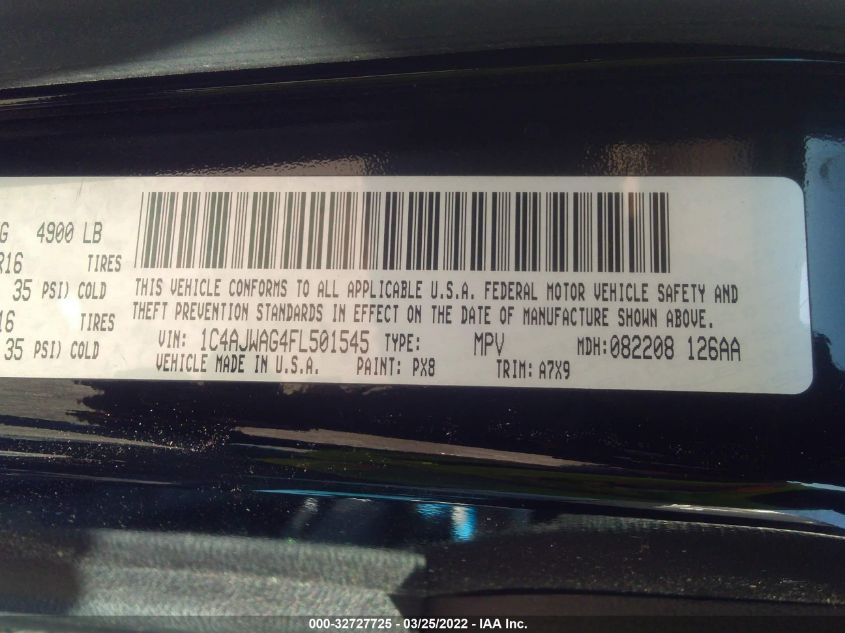 G 4900 LB
R16 TIRES
35 PSI) COLD
16 TIRES
35 PSI) COLD
THIS VEHICLE CONFORMS TO ALL APPLICABLE U.S.A. FEDERAL MOTOR VEHICLE SAFETY AND
THEFT PREVENTION STANDARDS IN EFFECT ON THE DATE OF MANUFACTURE SHOWN ABOVE.
VIN: 1C4AJWAG4FL501545 TYPE: MPV MDH:082208 126AA
VEHICLE MADE IN U.S.A. PAINT: PX8 TRIM: A7X9
000-32727725 - 03/25/2022 - IAA Inc.